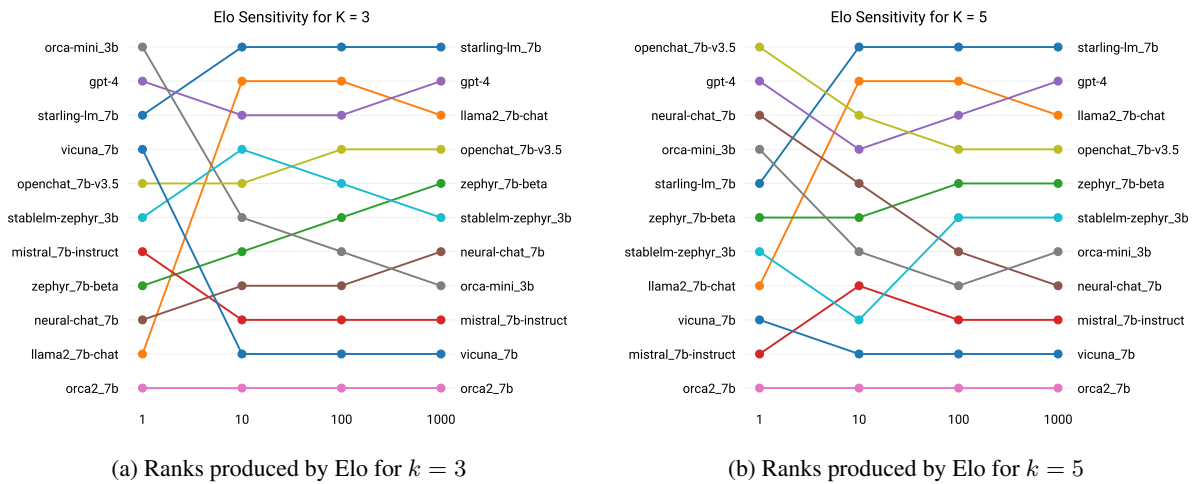 Elo Sensitivity for K = 3
orca-mini_3b
gpt-4
starling-lm_7b
vicuna_7b
openchat_7b-v3.5
stablelm-zephyr_3b
mistral_7b-instruct
zephyr_7b-beta
neural-chat_7b
llama2_7b-chat
orca2_7b
starling-lm_7b
gpt-4
llama2_7b-chat
openchat_7b-v3.5
zephyr_7b-beta
stablelm-zephyr_3b
neural-chat_7b
orca-mini_3b
mistral_7b-instruct
vicuna_7b
orca2_7b
1 10 100 1000
(a) Ranks produced by Elo for k = 3
Elo Sensitivity for K = 5
openchat_7b-v3.5
gpt-4
neural-chat_7b
orca-mini_3b
starling-lm_7b
zephyr_7b-beta
stablelm-zephyr_3b
llama2_7b-chat
vicuna_7b
mistral_7b-instruct
orca2_7b
starling-lm_7b
gpt-4
llama2_7b-chat
openchat_7b-v3.5
zephyr_7b-beta
stablelm-zephyr_3b
orca-mini_3b
neural-chat_7b
mistral_7b-instruct
vicuna_7b
orca2_7b
1 10 100 1000
(b) Ranks produced by Elo for k = 5